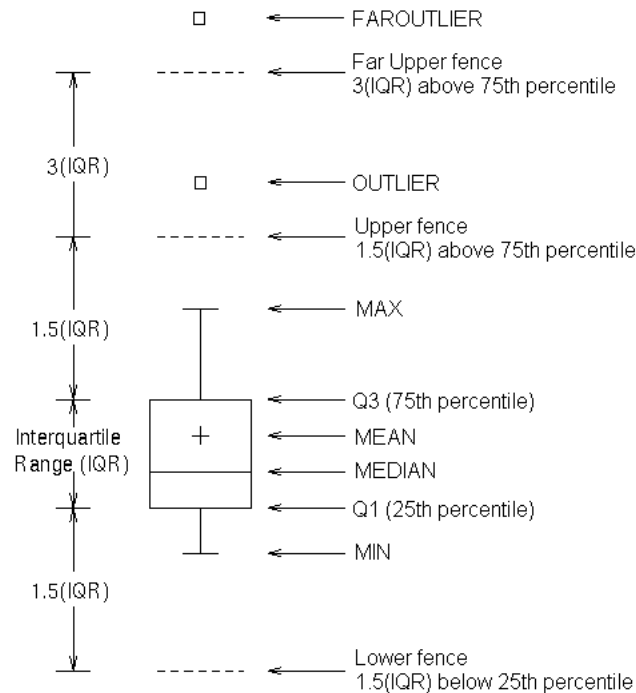 FAROUTLIER
Far Upper fence
3(IQR) above 75th percentile
3(IQR)
OUTLIER
Upper fence
1.5(IQR) above 75th percentile
1.5(IQR)
MAX
Q3 (75th percentile)
Interquartile
Range (IQR)
MEAN
MEDIAN
Q1 (25th percentile)
MIN
1.5(IQR)
Lower fence
1.5(IQR) below 25th percentile